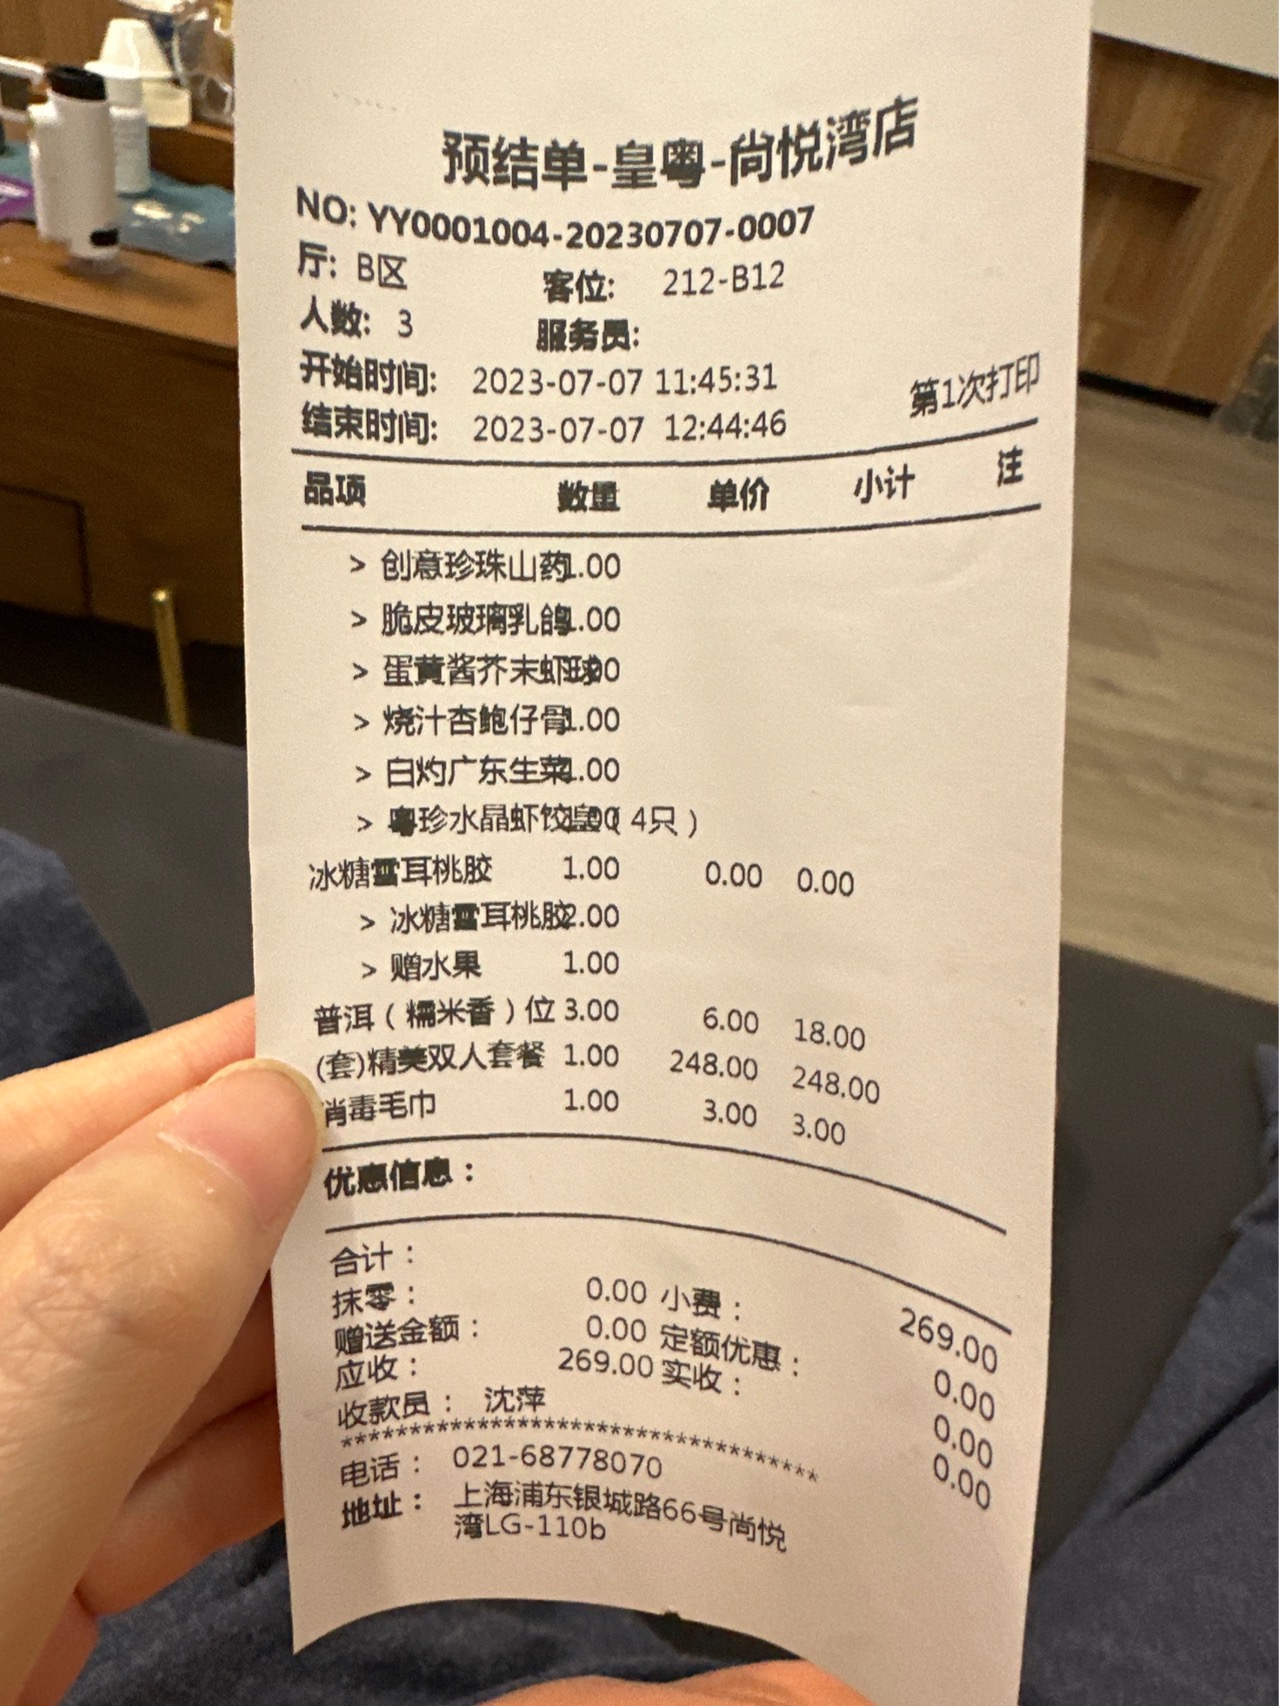 预结单-皇粤-尚悦湾店
NO: YY0001004-20230707-0007
厅: B区 客位: 212-B12
人数: 3 服务员:
开始时间: 2023-07-07 11:45:31
结束时间: 2023-07-07 12:44:46 第1次打印
品项 数量 单价 小计 注
> 创意珍珠山药 1.00
> 脆皮玻璃乳鸽 1.00
> 蛋黄酱芥末虾球
> 烧汁杏鲍仔骨 1.00
> 白灼广东生菜 1.00
> 粤珍水晶虾饺皇(4只)
冰糖雪耳桃胶 1.00 0.00 0.00
> 冰糖雪耳桃胶 2.00
> 赠水果 1.00
普洱(糯米香)位 3.00 6.00 18.00
(套)精美双人套餐 1.00 248.00 248.00
消毒毛巾 1.00 3.00 3.00
优惠信息:
合计: 269.00
抹零: 0.00 小费: 0.00
赠送金额: 0.00 定额优惠: 0.00
应收: 269.00 实收: 0.00
收款员: 沈萍
************************************
电话: 021-68778070
地址: 上海浦东银城路66号尚悦
湾LG-110b